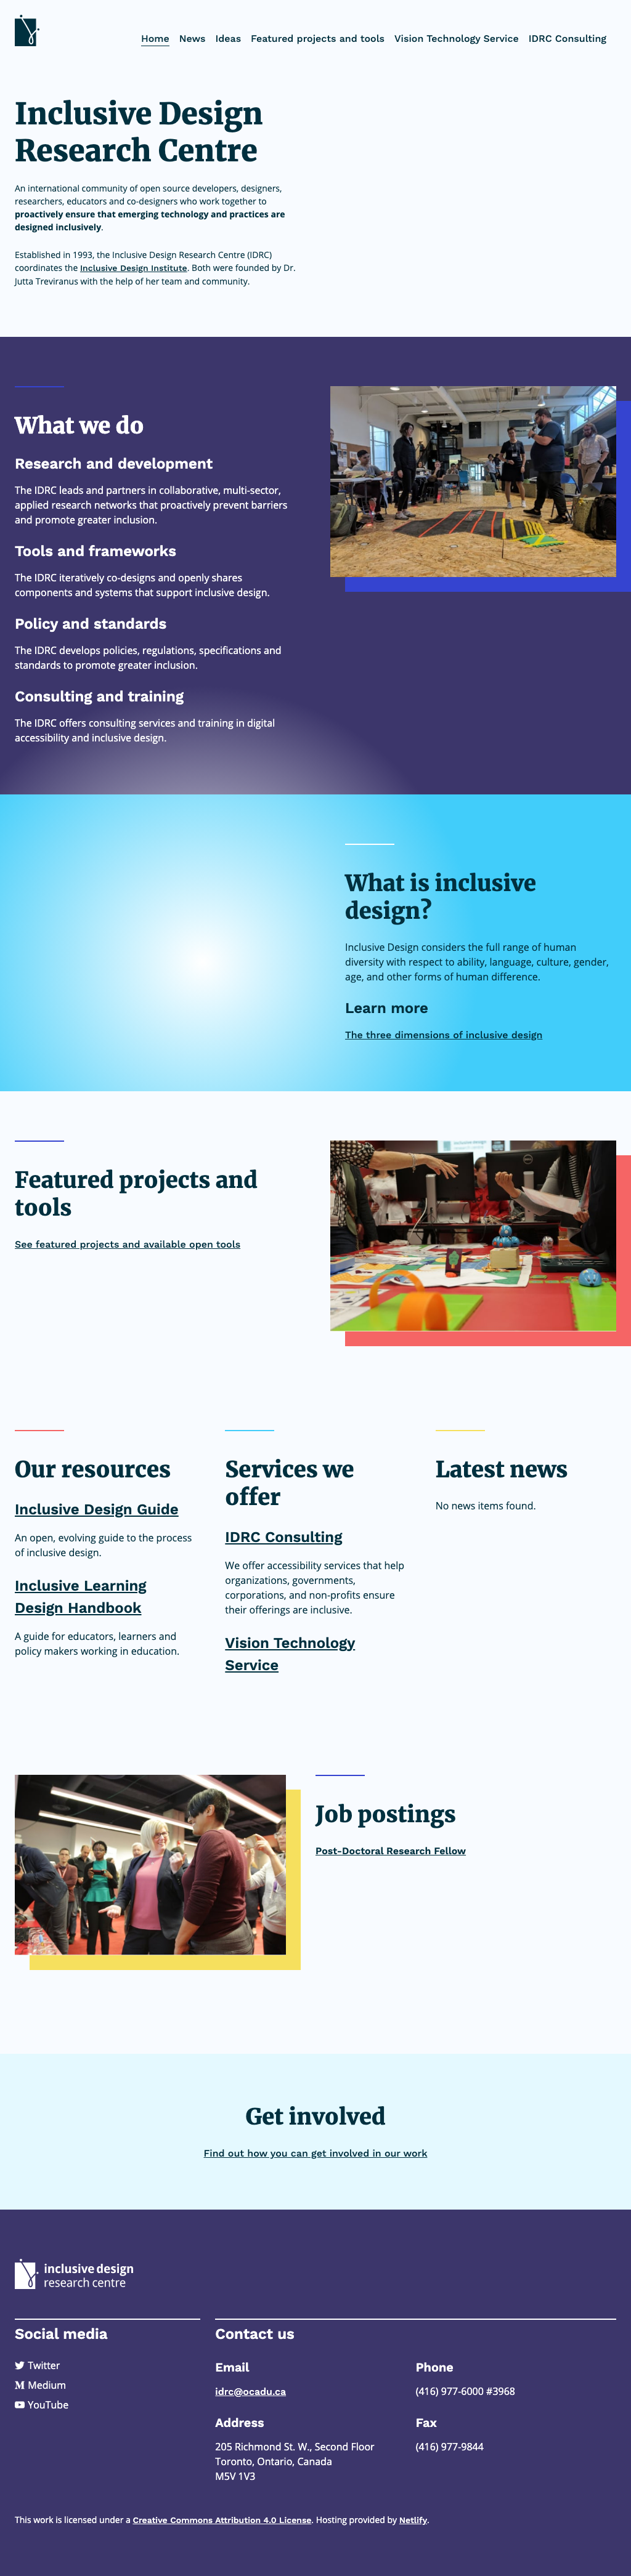 Home News Ideas Featured projects and tools Vision Technology Service IDRC Consulting
Inclusive Design
Research Centre
An international community of open source developers, designers,
researchers, educators and co-designers who work together to
proactively ensure that emerging technology and practices are
designed inclusively.
Established in 1993, the Inclusive Design Research Centre (IDRC)
coordinates the Inclusive Design Institute. Both were founded by Dr.
Jutta Treviranus with the help of her team and community.
What we do
Research and development
The IDRC leads and partners in collaborative, multi-sector,
applied research networks that proactively prevent barriers
and promote greater inclusion.
Tools and frameworks
The IDRC iteratively co-designs and openly shares
components and systems that support inclusive design.
Policy and standards
The IDRC develops policies, regulations, specifications and
standards to promote greater inclusion.
Consulting and training
The IDRC offers consulting services and training in digital
accessibility and inclusive design.
What is inclusive
design?
Inclusive Design considers the full range of human
diversity with respect to ability, language, culture, gender,
age, and other forms of human difference.
Learn more
The three dimensions of inclusive design
Featured projects and
tools
See featured projects and available open tools
Our resources
Inclusive Design Guide
An open, evolving guide to the process
of inclusive design.
Inclusive Learning
Design Handbook
A guide for educators, learners and
policy makers working in education.
Services we
offer
IDRC Consulting
We offer accessibility services that help
organizations, governments,
corporations, and non-profits ensure
their offerings are inclusive.
Vision Technology
Service
Latest news
No news items found.
Job postings
Post-Doctoral Research Fellow
Get involved
Find out how you can get involved in our work
inclusive design
research centre
Social media
Twitter
Medium
YouTube
Contact us
Email
idrc@ocadu.ca
Phone
(416) 977-6000 #3968
Address
205 Richmond St. W., Second Floor
Toronto, Ontario, Canada
M5V 1V3
Fax
(416) 977-9844
This work is licensed under a Creative Commons Attribution 4.0 License. Hosting provided by Netlify.